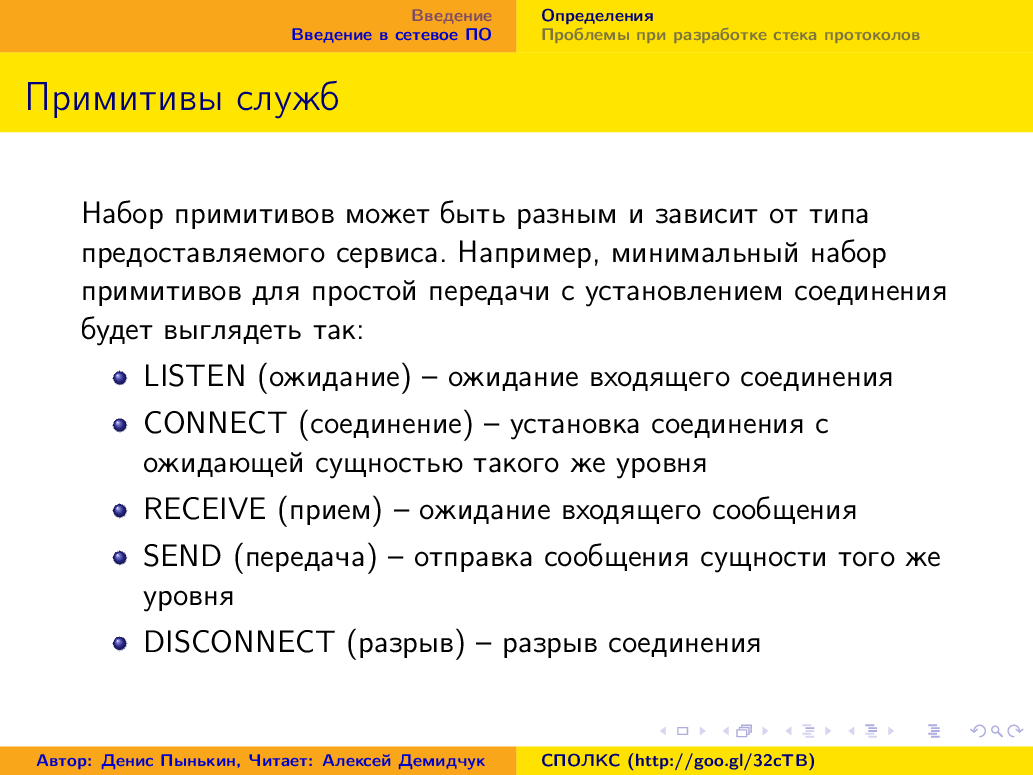 Введение
Введение в сетевое ПО
Определения
Проблемы при разработке стека протоколов
Примитивы служб
Набор примитивов может быть разным и зависит от типа
предоставляемого сервиса. Например, минимальный набор
примитивов для простой передачи с установлением соединения
будет выглядеть так:
LISTEN (ожидание) – ожидание входящего соединения
CONNECT (соединение) – установка соединения с
ожидающей сущностью такого же уровня
RECEIVE (прием) – ожидание входящего сообщения
SEND (передача) – отправка сообщения сущности того же
уровня
DISCONNECT (разрыв) – разрыв соединения
Автор: Денис Пынькин, Читает: Алексей Демидчук
СПОЛКС (http://goo.gl/32cTB)